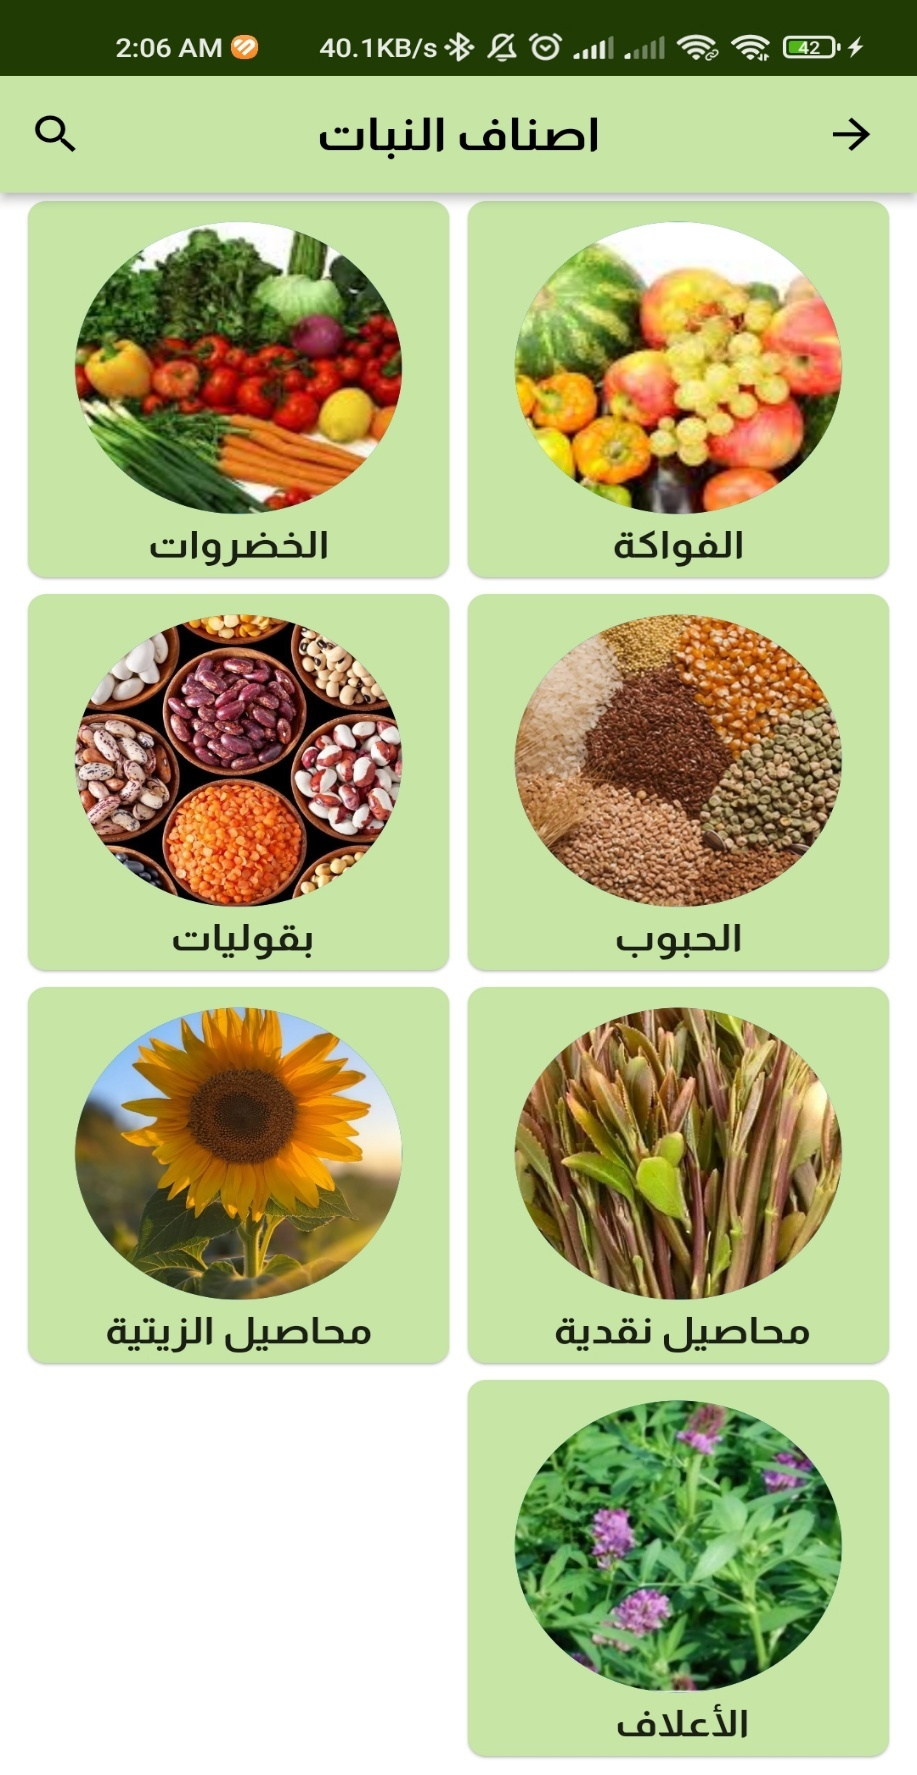 2:06 AM 40.1KB/s 42
اصناف النبات
الفواكة
الخضروات
الحبوب
بقوليات
محاصيل نقدية
محاصيل الزيتية
الأعلاف